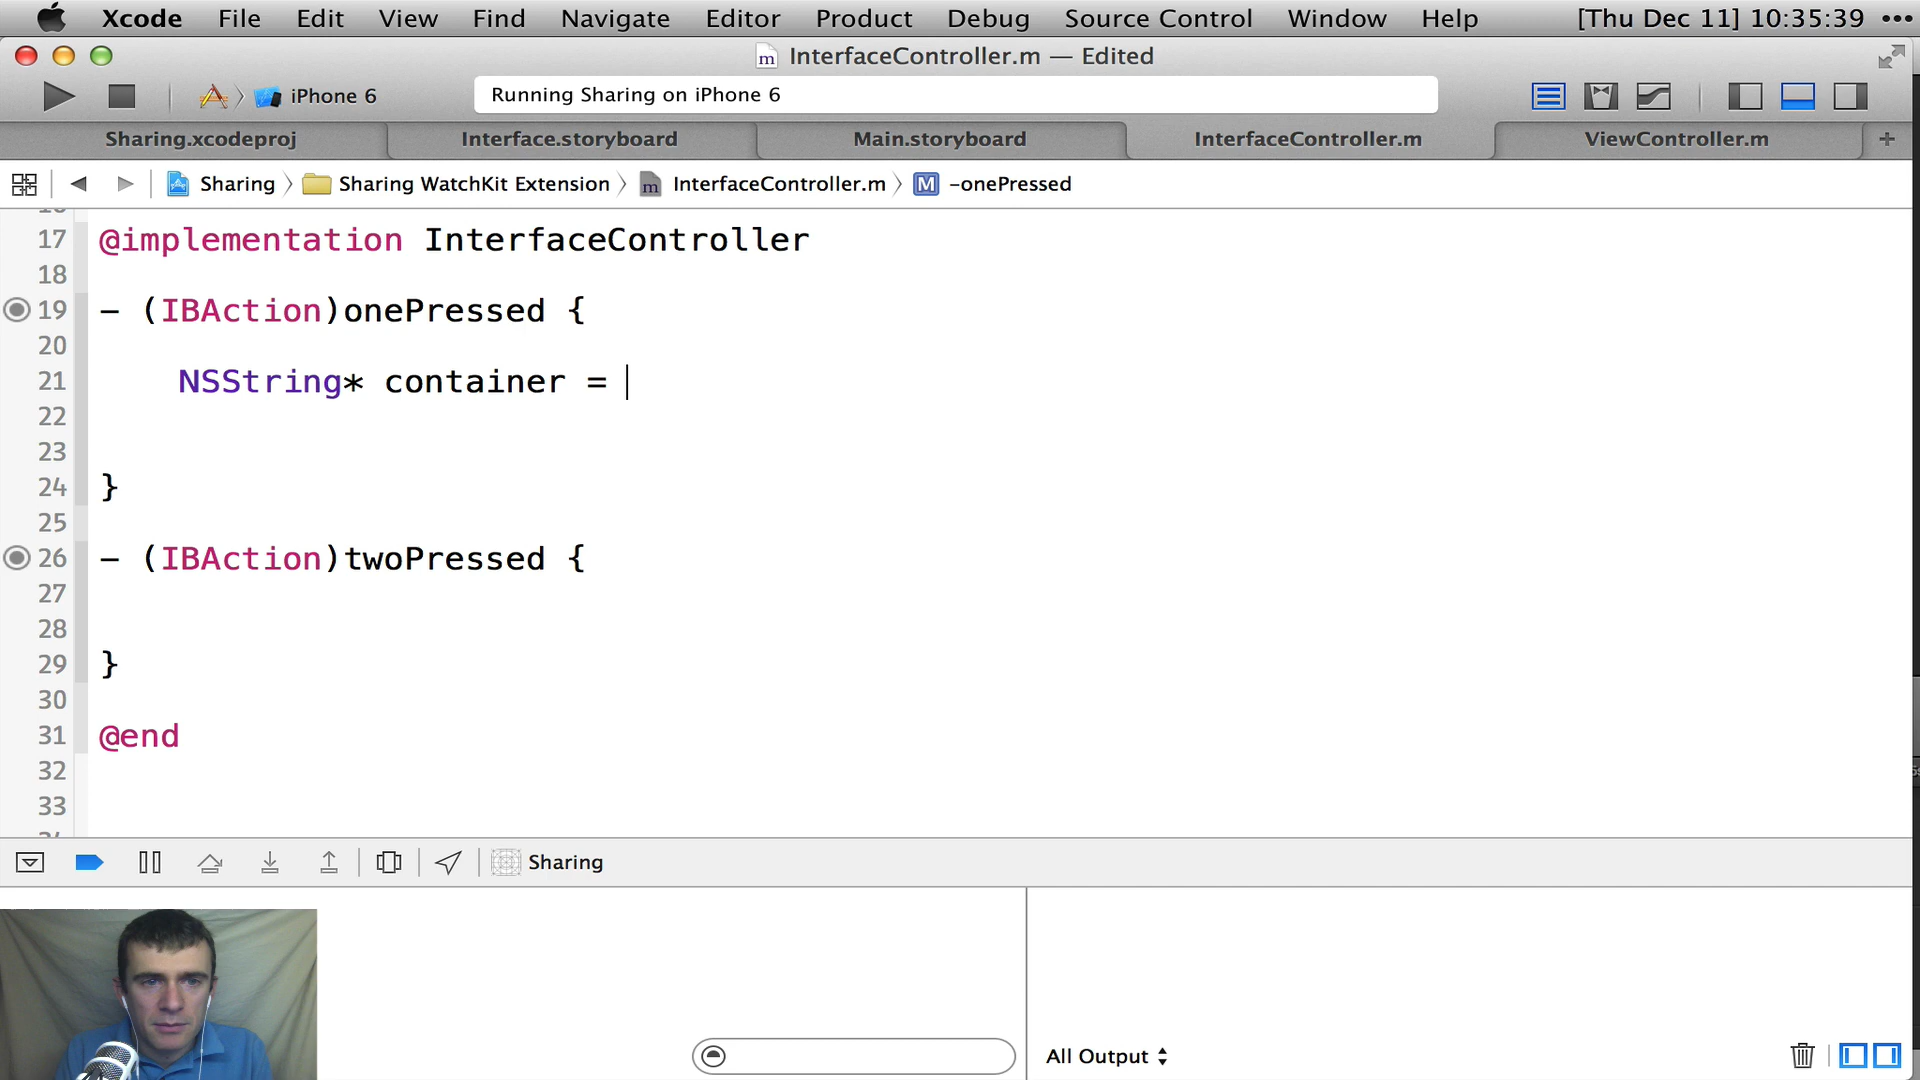 Xcode File Edit View Find Navigate Editor Product Debug Source Control Window Help [Thu Dec 11] 10:35:39
InterfaceController.m — Edited
iPhone 6 Running Sharing on iPhone 6
Sharing.xcodeproj Interface.storyboard Main.storyboard InterfaceController.m ViewController.m +
Sharing Sharing WatchKit Extension InterfaceController.m M -onePressed
17 @implementation InterfaceController
18
19 - (IBAction)onePressed {
20
21 NSString* container =
22
23
24 }
25
26 - (IBAction)twoPressed {
27
28
29 }
30
31 @end
32
33
Sharing
All Output